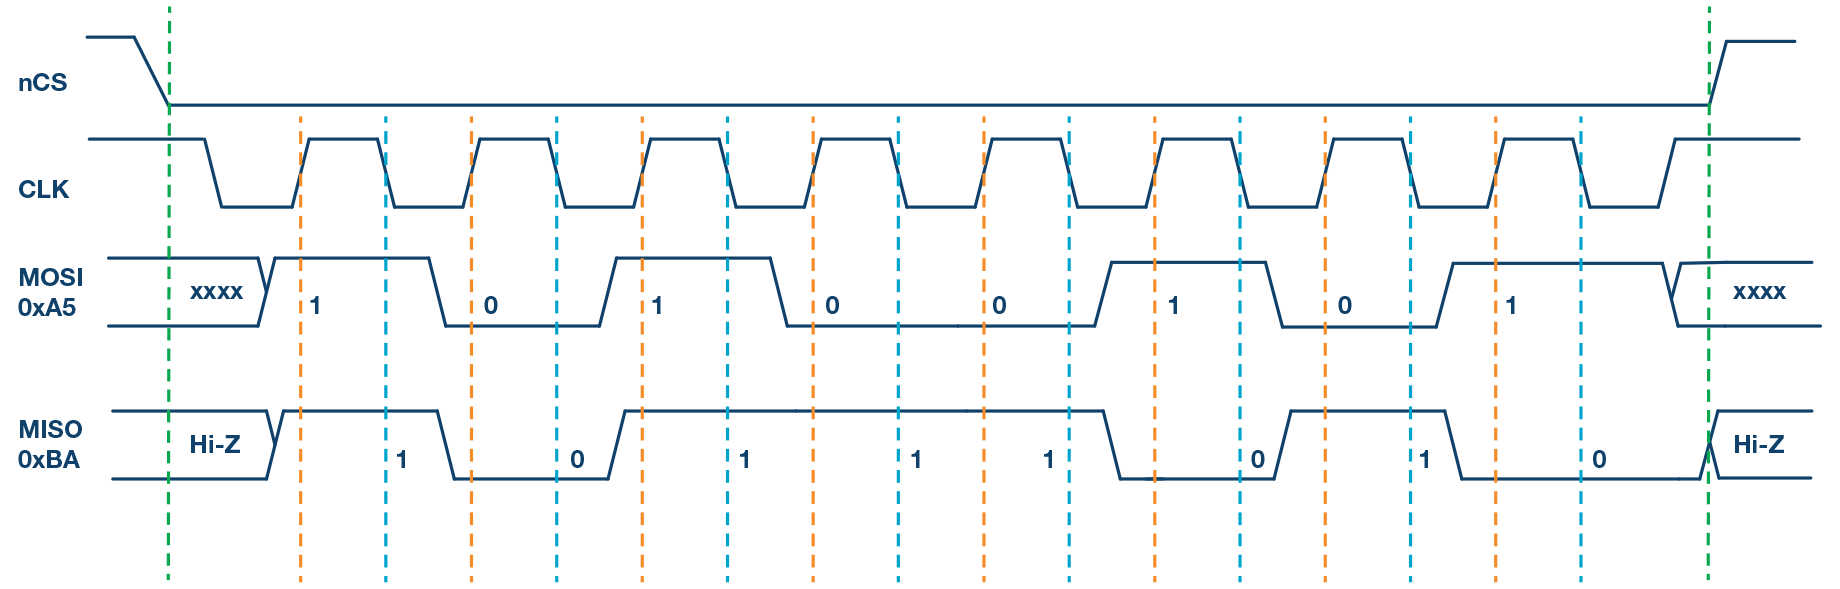 nCS
CLK
MOSI
0xA5
xxxx 1 0 1 0 0 1 0 1 xxxx
MISO
0xBA
Hi-Z 1 0 1 1 1 0 1 0 Hi-Z